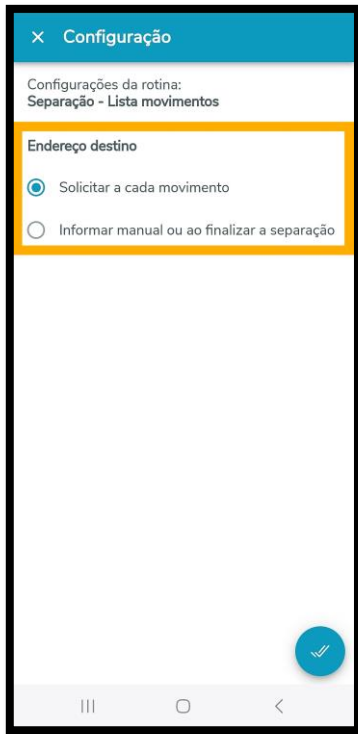 Configuração
Configurações da rotina:
Separação - Lista movimentos
Endereço destino
Solicitar a cada movimento
Informar manual ou ao finalizar a separação